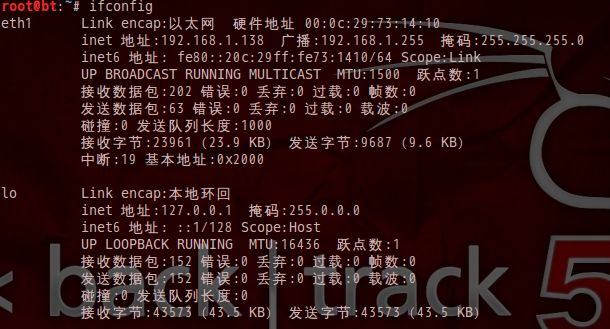 root@bt:~# ifconfig
eth1 Link encap:以太网 硬件地址 00:0c:29:73:14:10
inet 地址:192.168.1.138 广播:192.168.1.255 掩码:255.255.255.0
inet6 地址: fe80::20c:29ff:fe73:1410/64 Scope:Link
UP BROADCAST RUNNING MULTICAST MTU:1500 跃点数:1
接收数据包:202 错误:0 丢弃:0 过载:0 帧数:0
发送数据包:63 错误:0 丢弃:0 过载:0 载波:0
碰撞:0 发送队列长度:1000
接收字节:23961 (23.9 KB) 发送字节:9687 (9.6 KB)
中断:19 基本地址:0x2000
lo Link encap:本地环回
inet 地址:127.0.0.1 掩码:255.0.0.0
inet6 地址: ::1/128 Scope:Host
UP LOOPBACK RUNNING MTU:16436 跃点数:1
接收数据包:152 错误:0 丢弃:0 过载:0 帧数:0
发送数据包:152 错误:0 丢弃:0 过载:0 载波:0
碰撞:0 发送队列长度:0
接收字节:43573 (43.5 KB) 发送字节:43573 (43.5 KB)
<< back | track 5